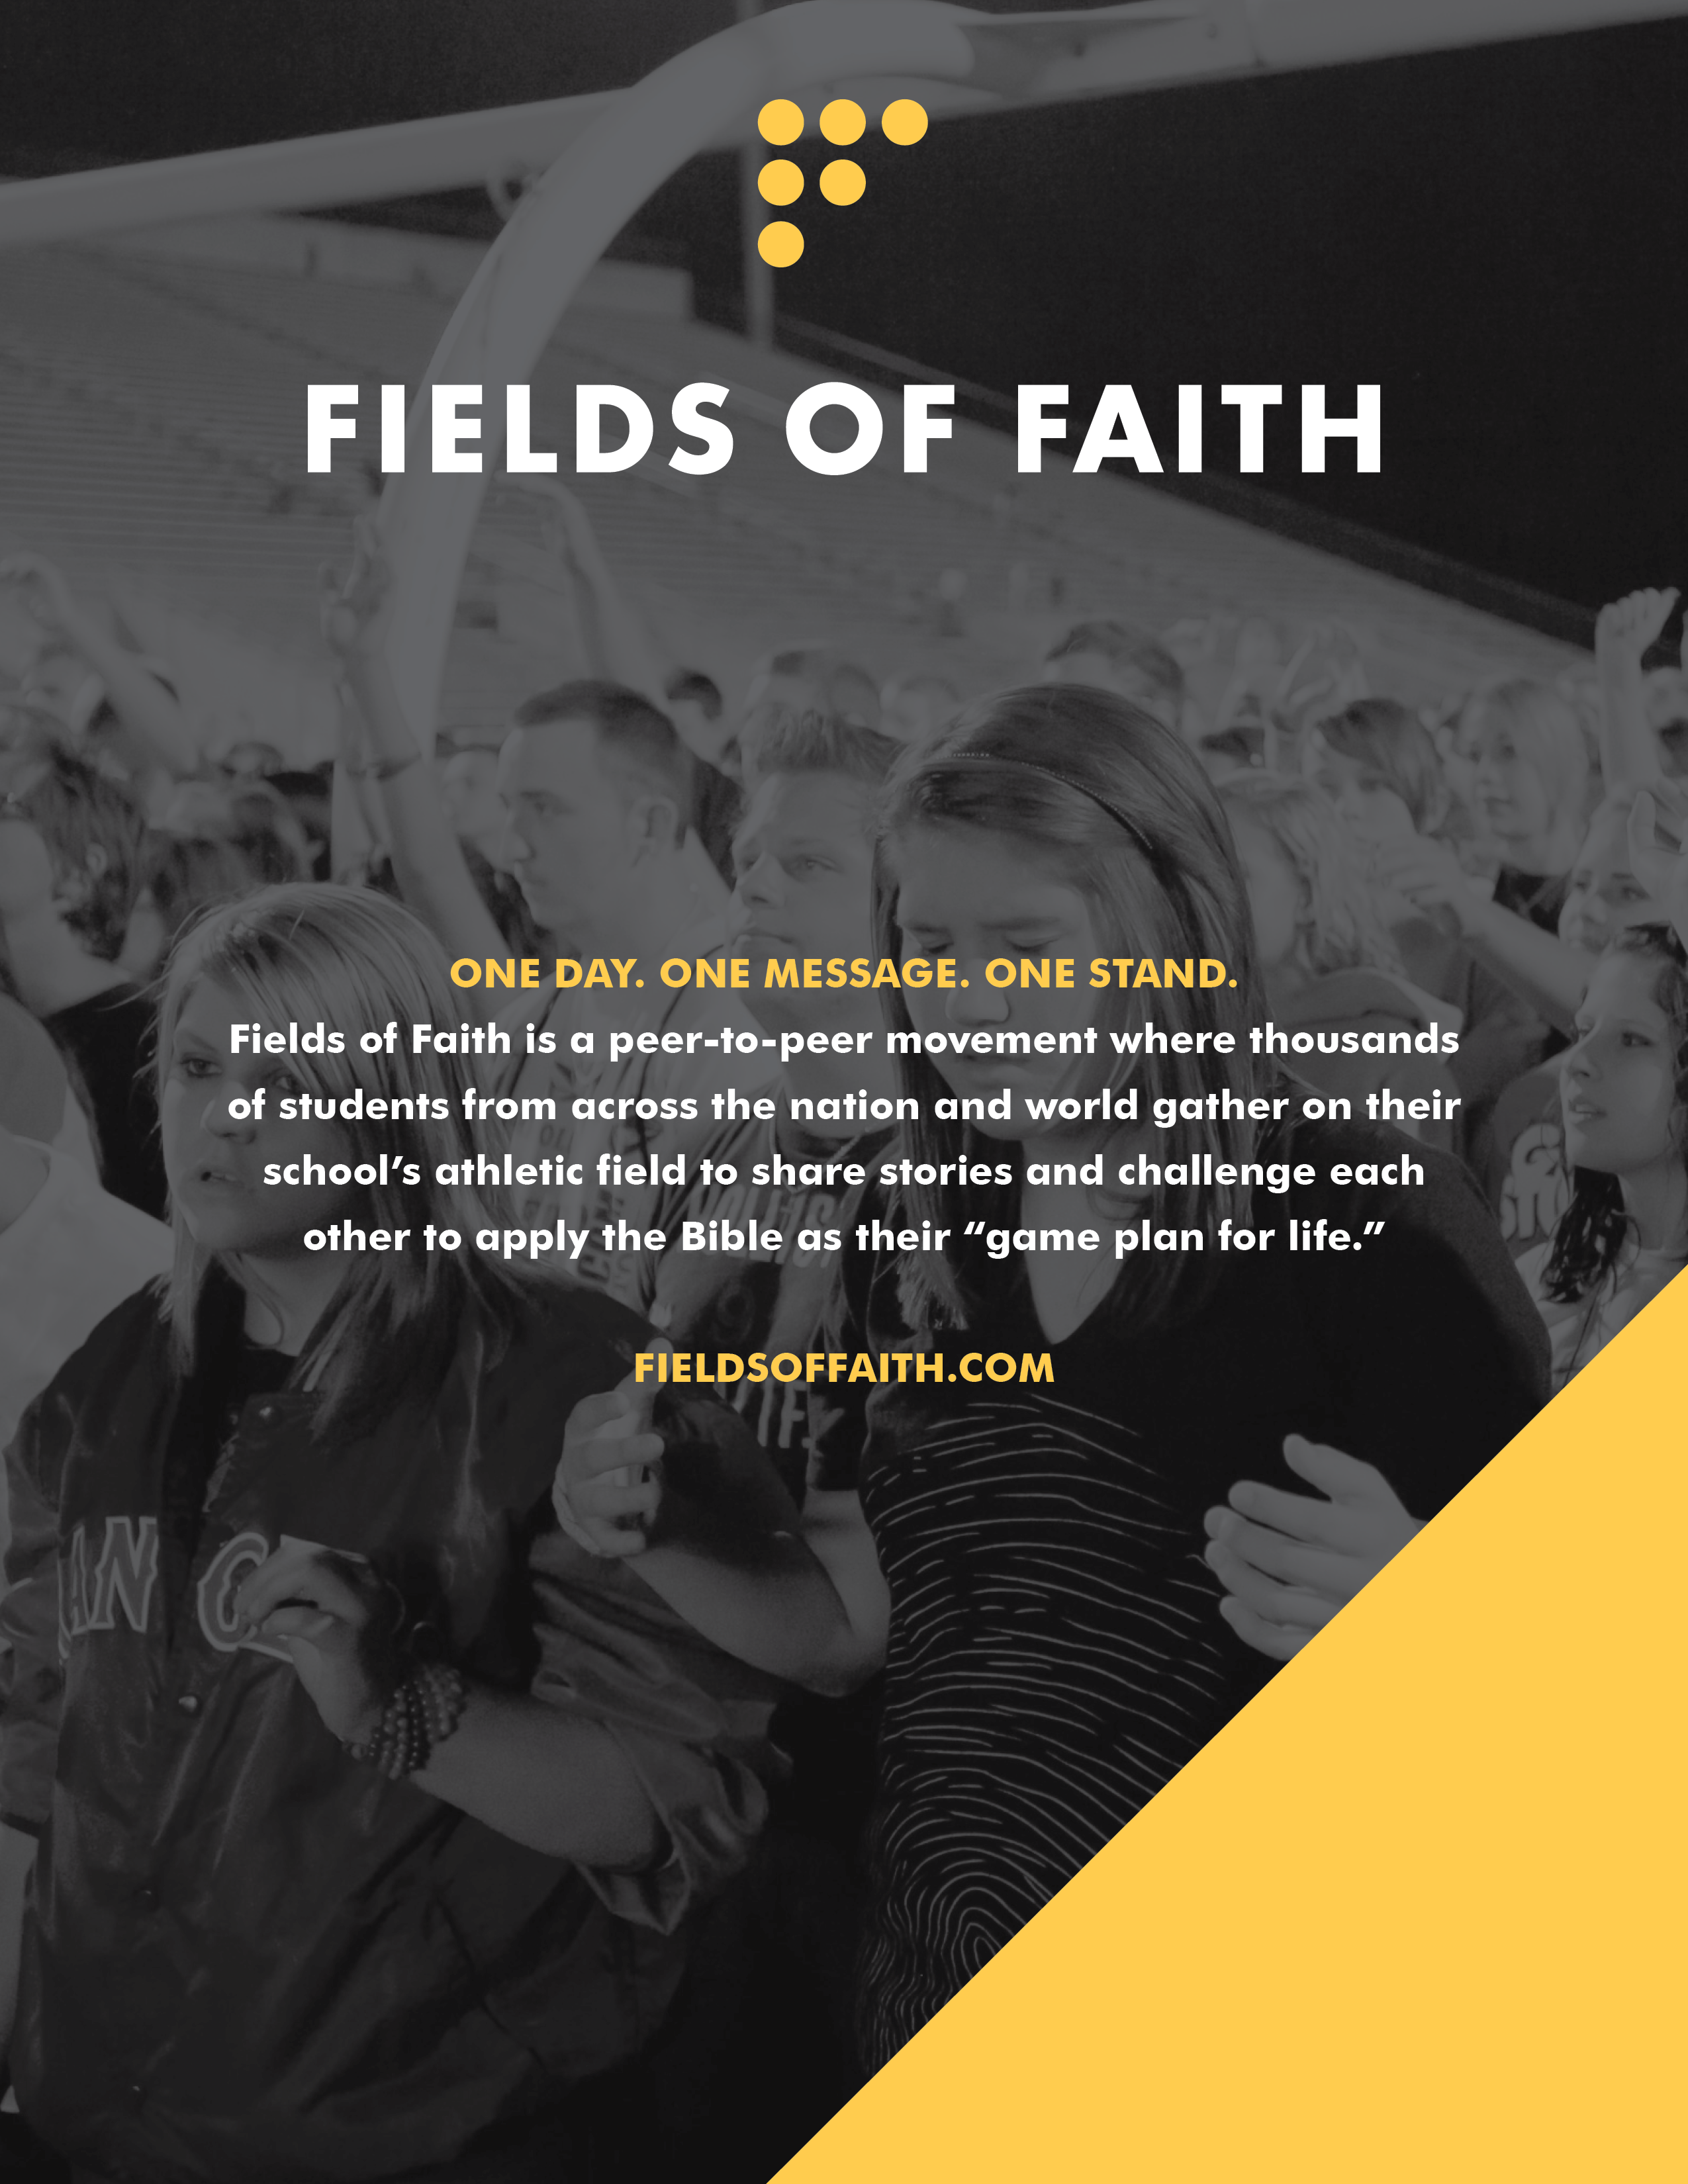 FIELDS OF FAITH
ONE DAY. ONE MESSAGE. ONE STAND.
Fields of Faith is a peer-to-peer movement where thousands
of students from across the nation and world gather on their
school’s athletic field to share stories and challenge each
other to apply the Bible as their “game plan for life.”
FIELDSOFFAITH.COM